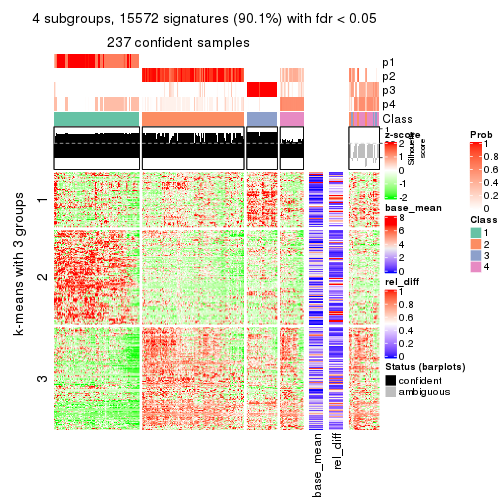 4 subgroups, 15572 signatures (90.1%) with fdr < 0.05
237 confident samples
p1
p2
p3
p4
Class
1
Silhouette
score
z-score
2
1
0
-1
-2
Prob
1
0.8
0.6
0.4
0.2
0
base_mean
8
6
4
2
0
Class
1
2
3
4
rel_diff
1
0.8
0.6
0.4
0.2
0
Status (barplots)
confident
ambiguous
k-means with 3 groups
1
2
3
base_mean
rel_diff